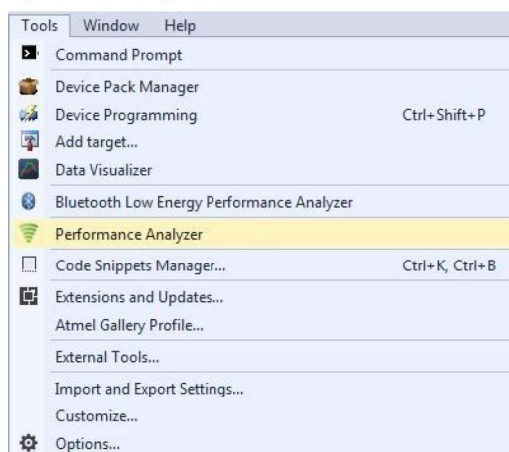 Tools Window Help
Command Prompt
Device Pack Manager
Device Programming Ctrl+Shift+P
Add target...
Data Visualizer
Bluetooth Low Energy Performance Analyzer
Performance Analyzer
Code Snippets Manager... Ctrl+K, Ctrl+B
Extensions and Updates...
Atmel Gallery Profile...
External Tools...
Import and Export Settings...
Customize...
Options...